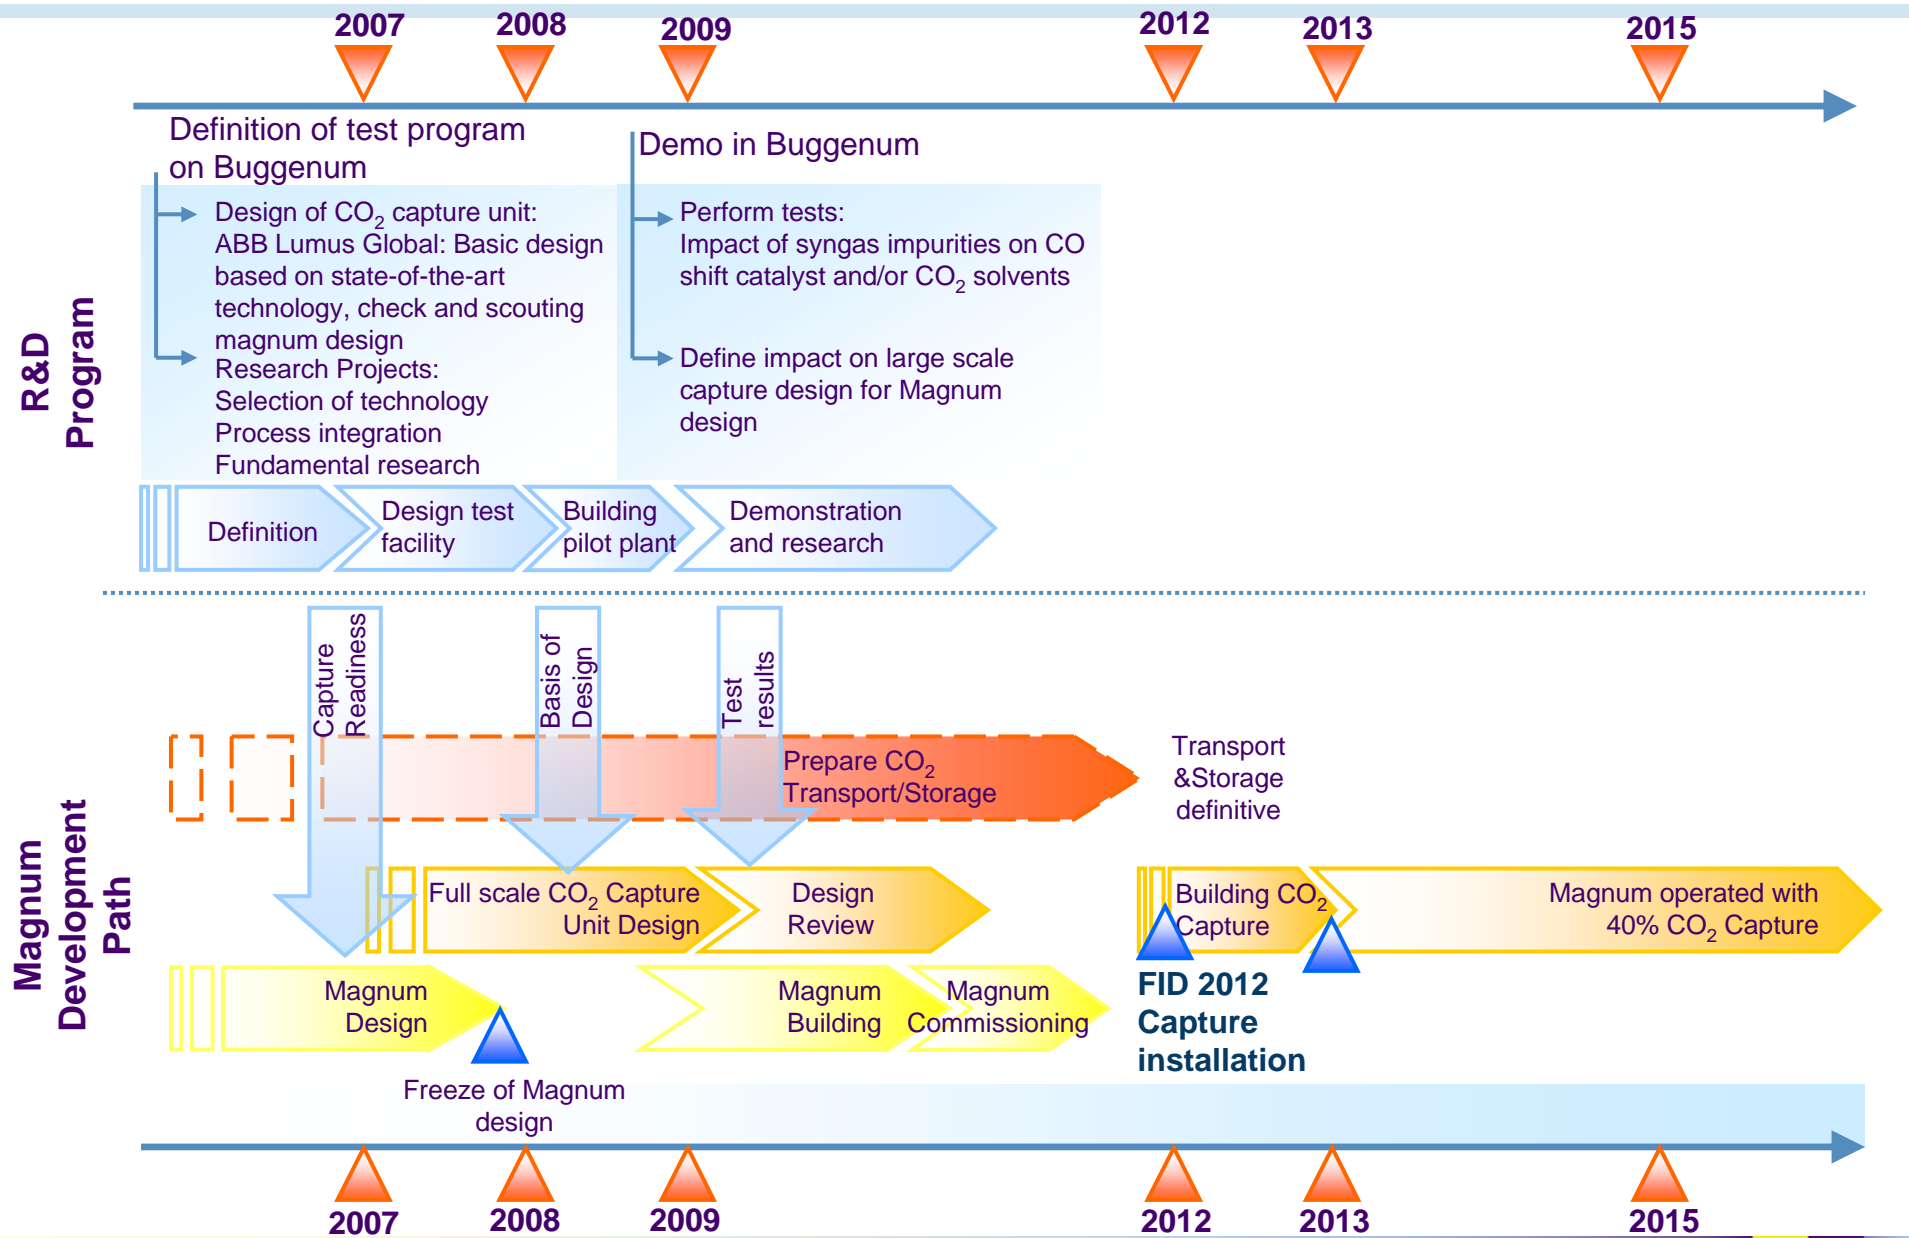 2007
2008
2009
2012
2013
2015
Definition of test program
on Buggenum
Demo in Buggenum
R&D
Program
Design of CO2 capture unit:
ABB Lumus Global: Basic design
based on state-of-the-art
technology, check and scouting
magnum design
Research Projects:
Selection of technology
Process integration
Fundamental research
Perform tests:
Impact of syngas impurities on CO
shift catalyst and/or CO2 solvents
Define impact on large scale
capture design for Magnum
design
Definition
Design test
facility
Building
pilot plant
Demonstration
and research
Capture
Readiness
Basis of
Design
Test
results
Magnum
Development
Path
Prepare CO2
Transport/Storage
Transport
&Storage
definitive
Full scale CO2 Capture
Unit Design
Design
Review
Building CO2
Capture
Magnum operated with
40% CO2 Capture
Magnum
Design
Magnum
Building
Magnum
Commissioning
FID 2012
Capture
installation
Freeze of Magnum
design
2007
2008
2009
2012
2013
2015